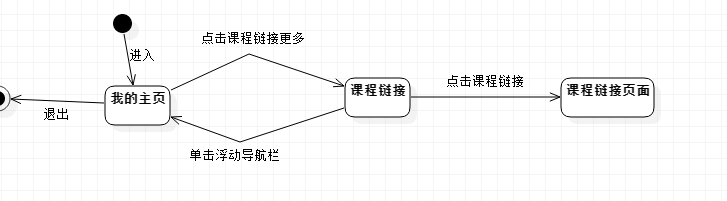 进入
点击课程链接更多
我的主页
课程链接
点击课程链接
课程链接页面
退出
单击浮动导航栏